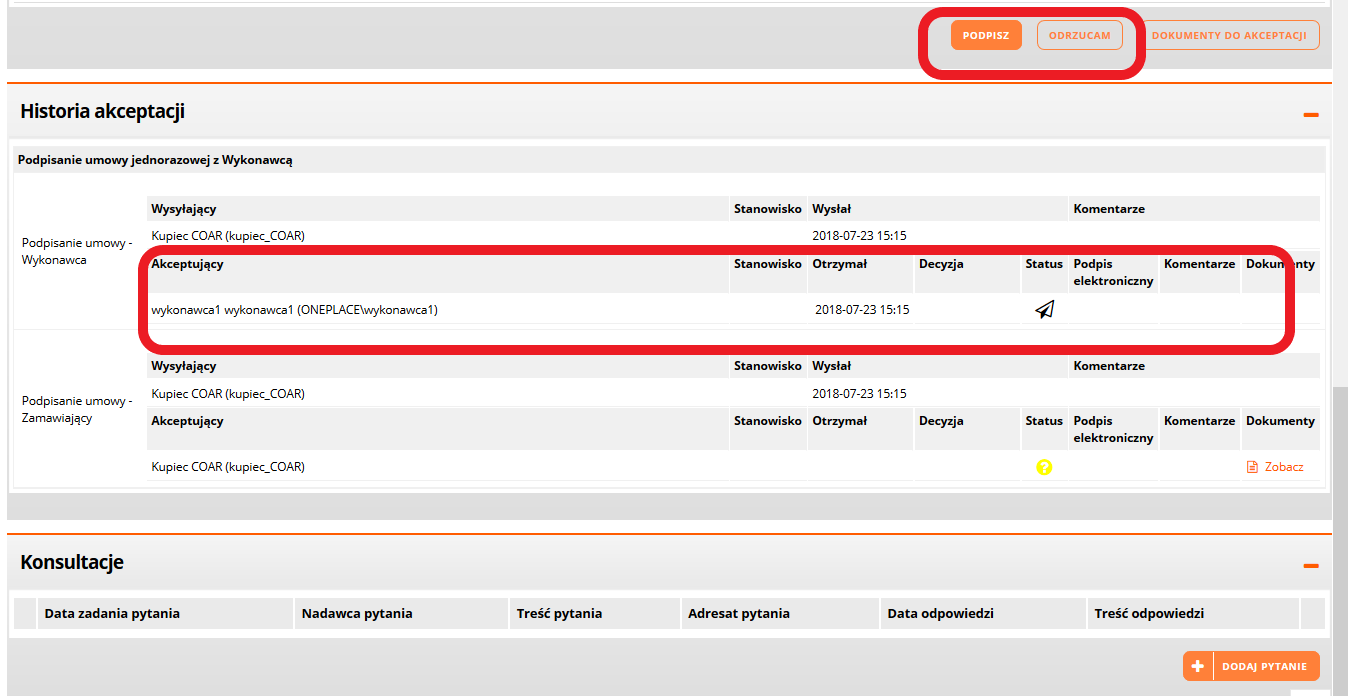 PODPISZ ODRZUCAM DOKUMENTY DO AKCEPTACJI
Historia akceptacji
Podpisanie umowy jednorazowej z Wykonawcą
Podpisanie umowy -
Wykonawca
Wysyłający Stanowisko Wysłał Komentarze
Kupiec COAR (kupiec_COAR) 2018-07-23 15:15
Akceptujący Stanowisko Otrzymał Decyzja Status Podpis elektroniczny Komentarze Dokumenty
wykonawca1 wykonawca1 (ONEPLACE\wykonawca1) 2018-07-23 15:15
Podpisanie umowy -
Zamawiający
Wysyłający Stanowisko Wysłał Komentarze
Kupiec COAR (kupiec_COAR) 2018-07-23 15:15
Akceptujący Stanowisko Otrzymał Decyzja Status Podpis elektroniczny Komentarze Dokumenty
Kupiec COAR (kupiec_COAR) ? Zobacz
Konsultacje
Data zadania pytania Nadawca pytania Treść pytania Adresat pytania Data odpowiedzi Treść odpowiedzi
DODAJ PYTANIE